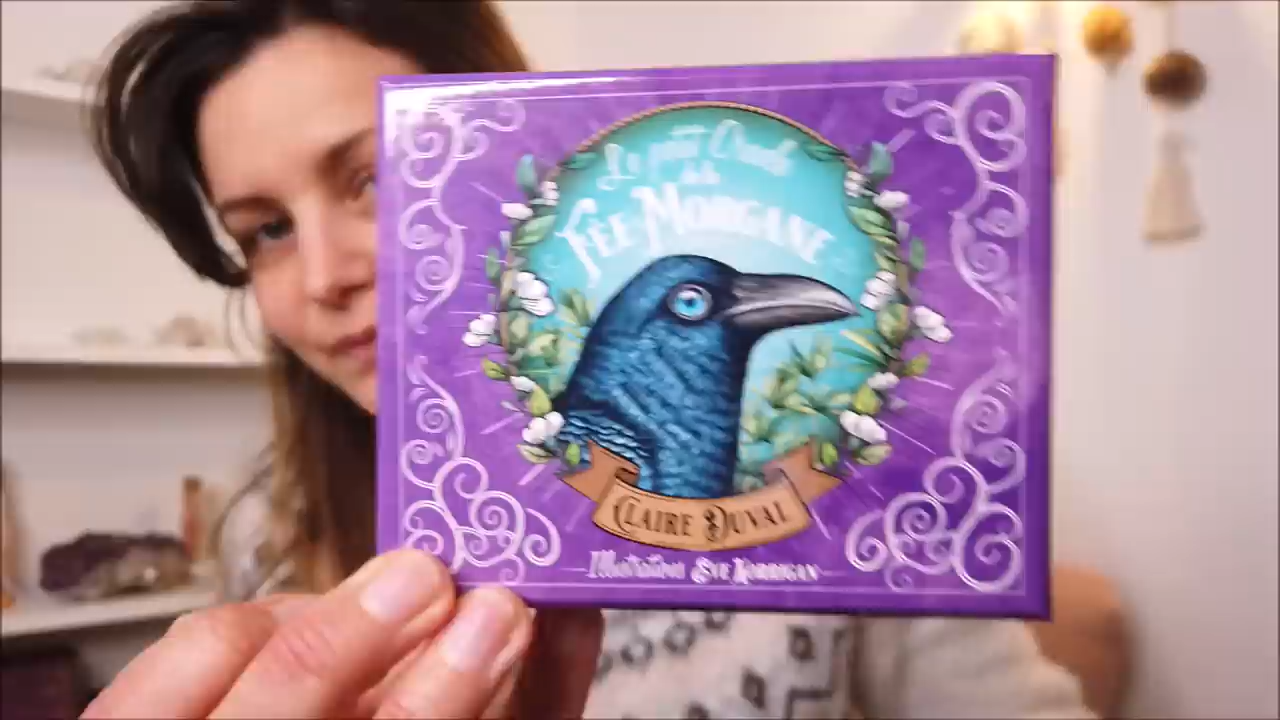 Le petit Oracle
de la
FÉE MORGANE
CLAIRE DUVAL
Illustrations EVE KORRIGAN